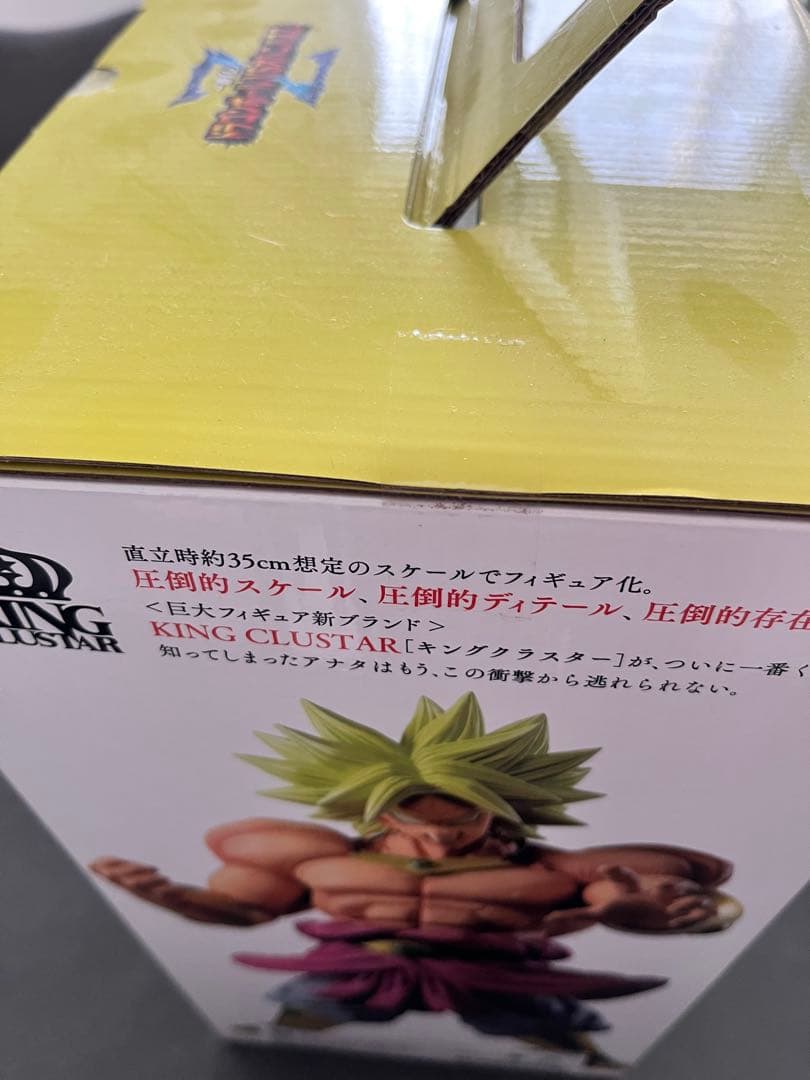 直立時約35cm想定のスケールでフィギュア化。
圧倒的スケール、圧倒的ディテール、圧倒的存在
＜巨大フィギュア新ブランド＞
KING CLUSTAR［キングクラスター］が、ついに一番く
知ってしまったアナタはもう、この衝撃から逃れられない。
KING
CLUSTAR